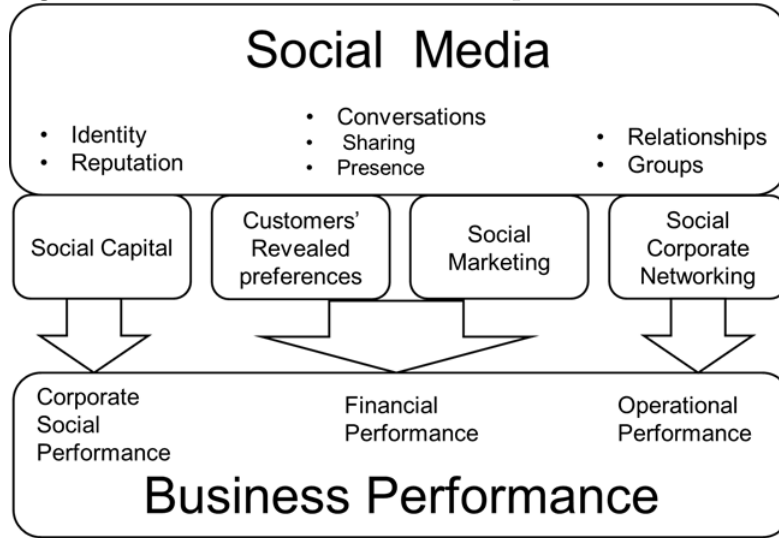 Social Media
• Identity
• Reputation
• Conversations
• Sharing
• Presence
• Relationships
• Groups
Social Capital
Customers’
Revealed
preferences
Social
Marketing
Social
Corporate
Networking
Corporate
Social
Performance
Financial
Performance
Operational
Performance
Business Performance